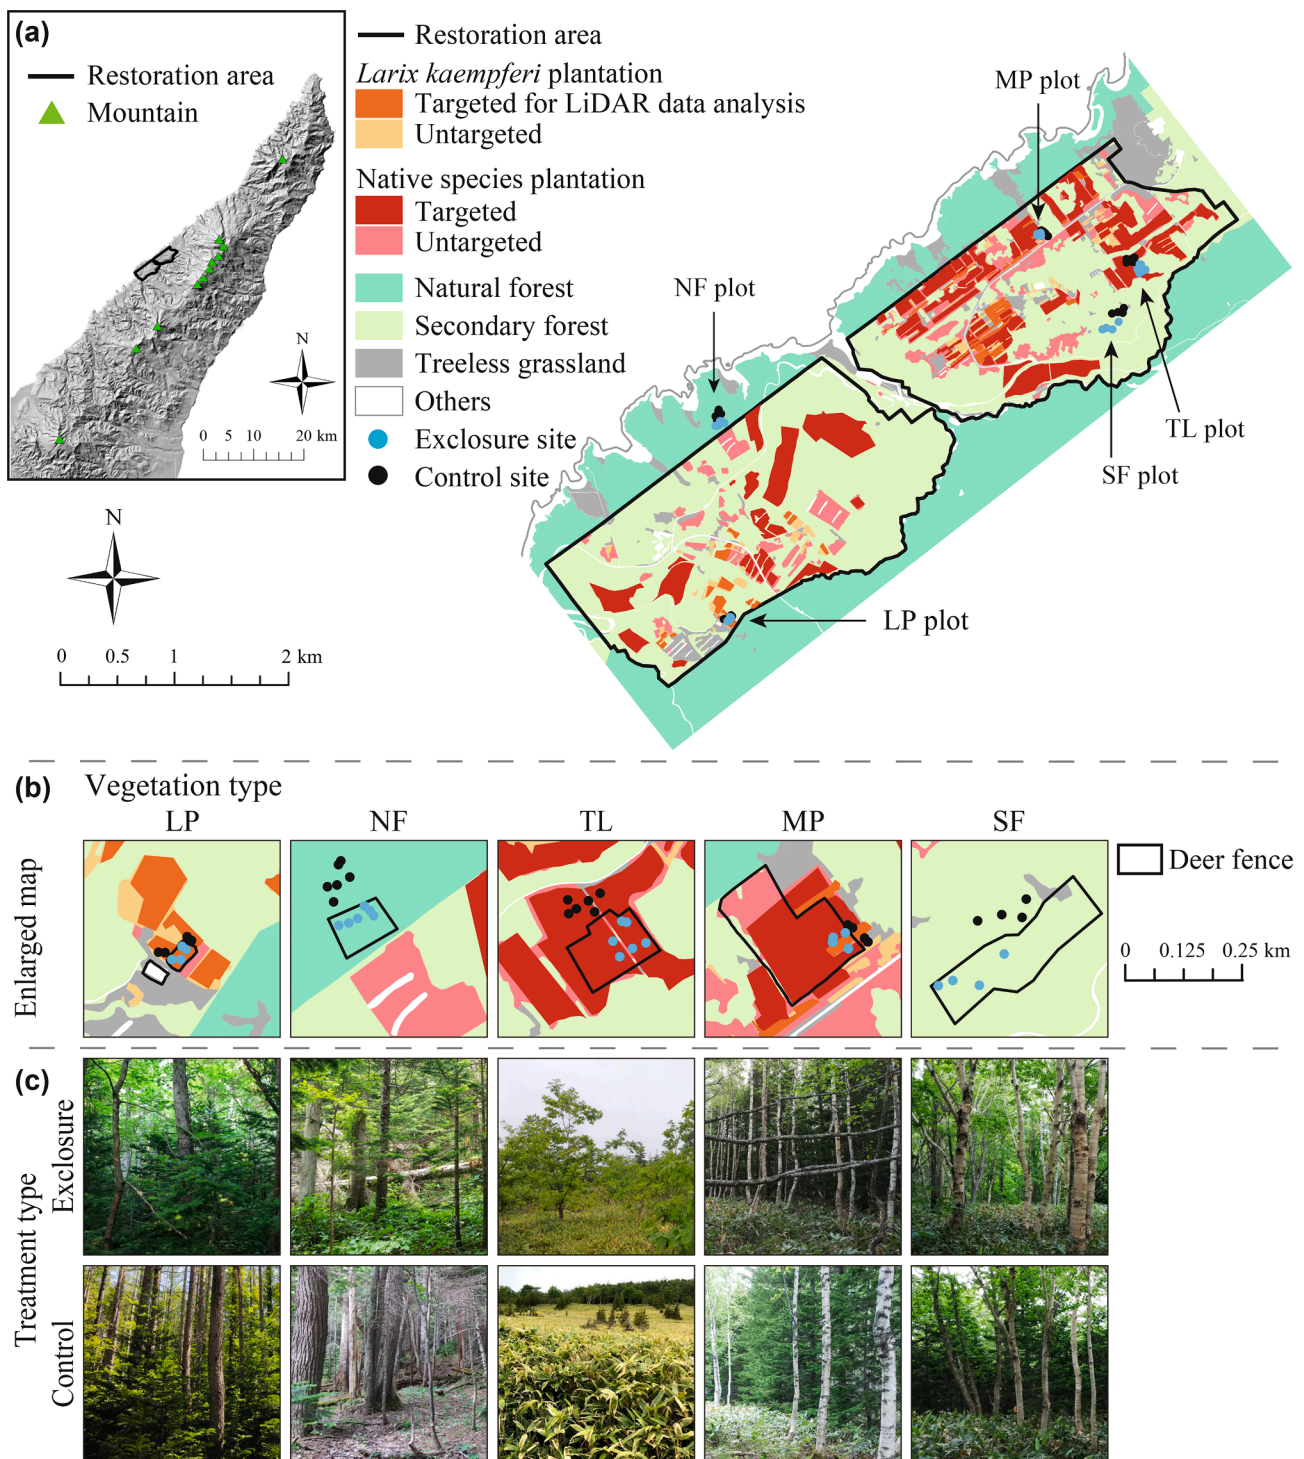 (a)
Restoration area
Mountain
N
0 5 10 20 km
Restoration area
Larix kaempferi plantation
Targeted for LiDAR data analysis
Untargeted
Native species plantation
Targeted
Untargeted
Natural forest
Secondary forest
Treeless grassland
Others
Exclosure site
Control site
MP plot
NF plot
TL plot
SF plot
LP plot
N
0 0.5 1 2 km
(b)
Vegetation type
LP NF TL MP SF
Enlarged map
Deer fence
0 0.125 0.25 km
(c)
Treatment type
Exclosure
Control